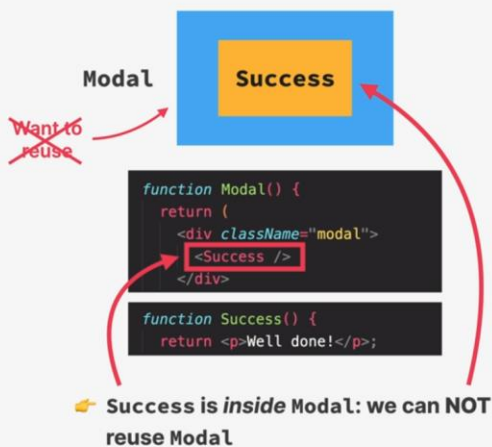 Modal
Success
Want to
reuse
function Modal() {
return (
<div className="modal">
<Success />
</div>
function Success() {
return <p>Well done!</p>;
👉 Success is inside Modal: we can NOT
reuse Modal